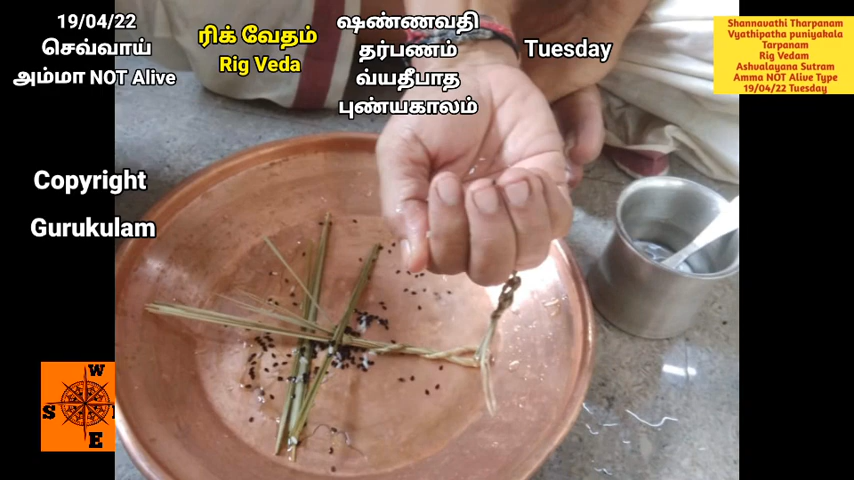 19/04/22
செவ்வாய்
அம்மா NOT Alive
ரிக் வேதம்
Rig Veda
ஷண்ணவதி
தர்பணம்
வ்யதீபாத
புண்யகாலம்
Tuesday
Shannavathi Tharpanam
Vyathipatha puniyakala
Tarpanam
Rig Vedam
Ashvalayana Sutram
Amma NOT Alive Type
19/04/22 Tuesday
Copyright
Gurukulam
W
S
E